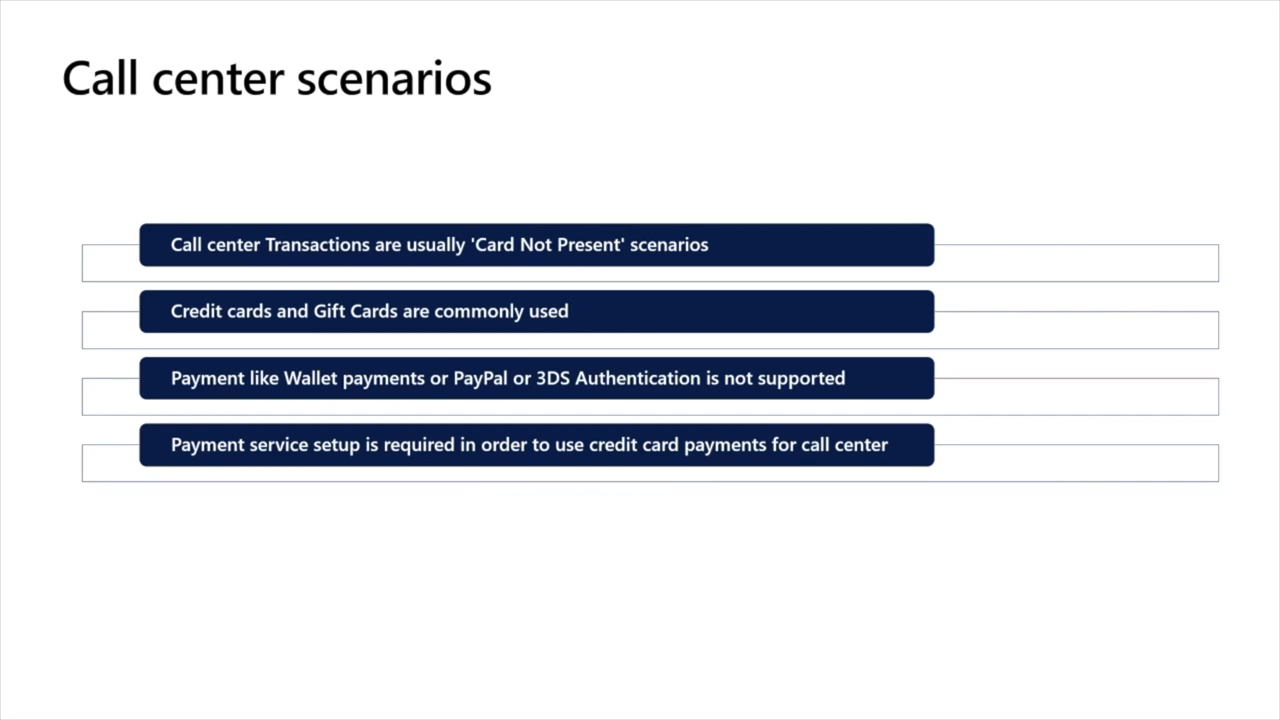 Call center scenarios
Call center Transactions are usually 'Card Not Present' scenarios
Credit cards and Gift Cards are commonly used
Payment like Wallet payments or PayPal or 3DS Authentication is not supported
Payment service setup is required in order to use credit card payments for call center